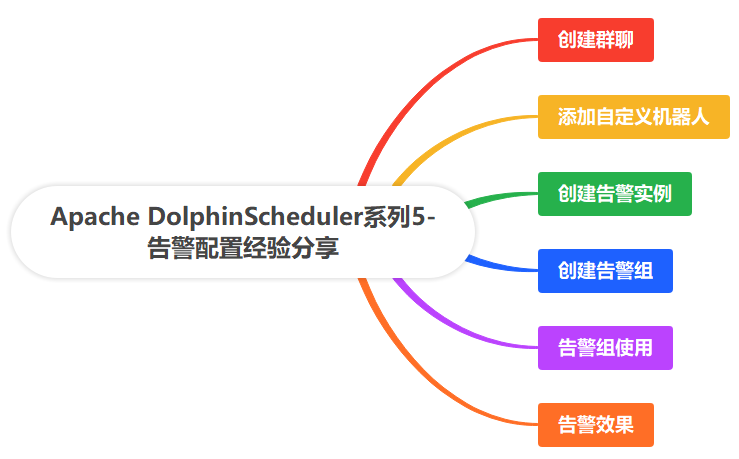 Apache DolphinScheduler系列5-
告警配置经验分享
创建群聊
添加自定义机器人
创建告警实例
创建告警组
告警组使用
告警效果